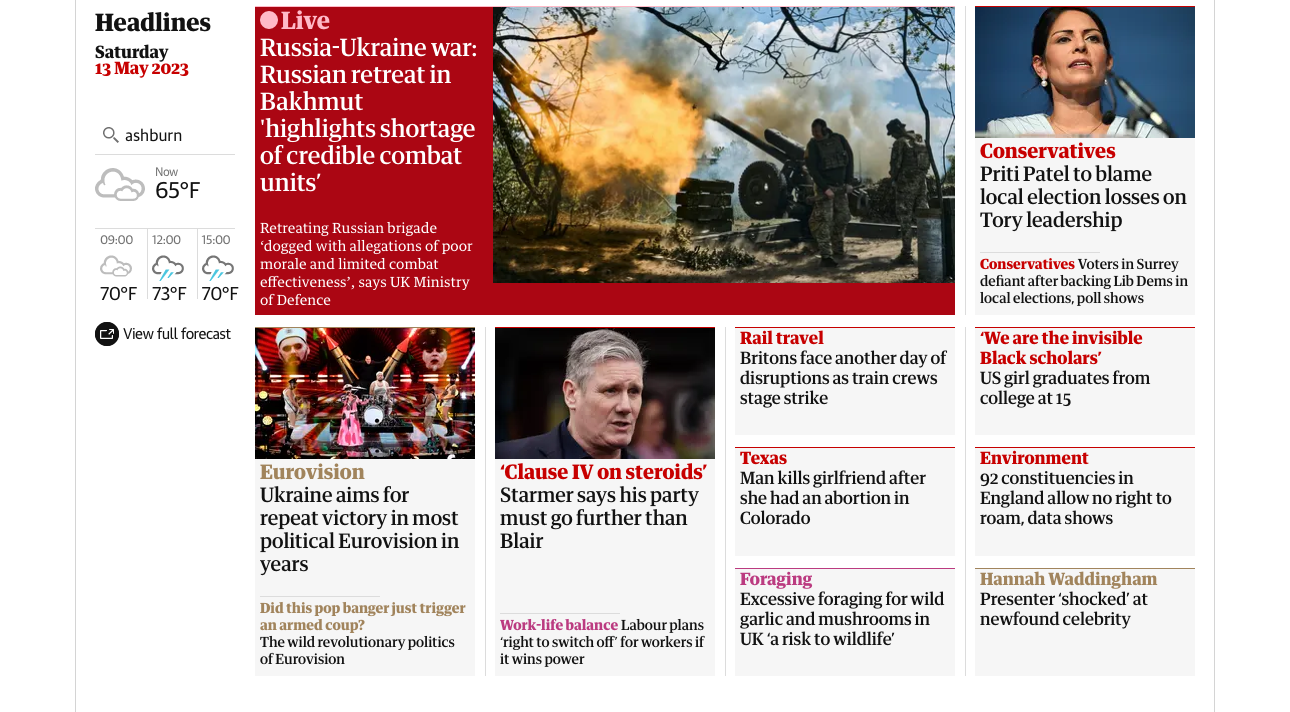 Headlines
Saturday
13 May 2023
ashburn
Now
65°F
09:00 12:00 15:00
70°F 73°F 70°F
View full forecast
Live
Russia-Ukraine war:
Russian retreat in
Bakhmut
'highlights shortage
of credible combat
units’
Retreating Russian brigade
‘dogged with allegations of poor
morale and limited combat
effectiveness’, says UK Ministry
of Defence
Conservatives
Priti Patel to blame
local election losses on
Tory leadership
Conservatives Voters in Surrey
defiant after backing Lib Dems in
local elections, poll shows
Eurovision
Ukraine aims for
repeat victory in most
political Eurovision in
years
Did this pop banger just trigger
an armed coup?
The wild revolutionary politics
of Eurovision
‘Clause IV on steroids’
Starmer says his party
must go further than
Blair
Work-life balance Labour plans
‘right to switch off’ for workers if
it wins power
Rail travel
Britons face another day of
disruptions as train crews
stage strike
‘We are the invisible
Black scholars’
US girl graduates from
college at 15
Texas
Man kills girlfriend after
she had an abortion in
Colorado
Environment
92 constituencies in
England allow no right to
roam, data shows
Foraging
Excessive foraging for wild
garlic and mushrooms in
UK ‘a risk to wildlife’
Hannah Waddingham
Presenter ‘shocked’ at
newfound celebrity